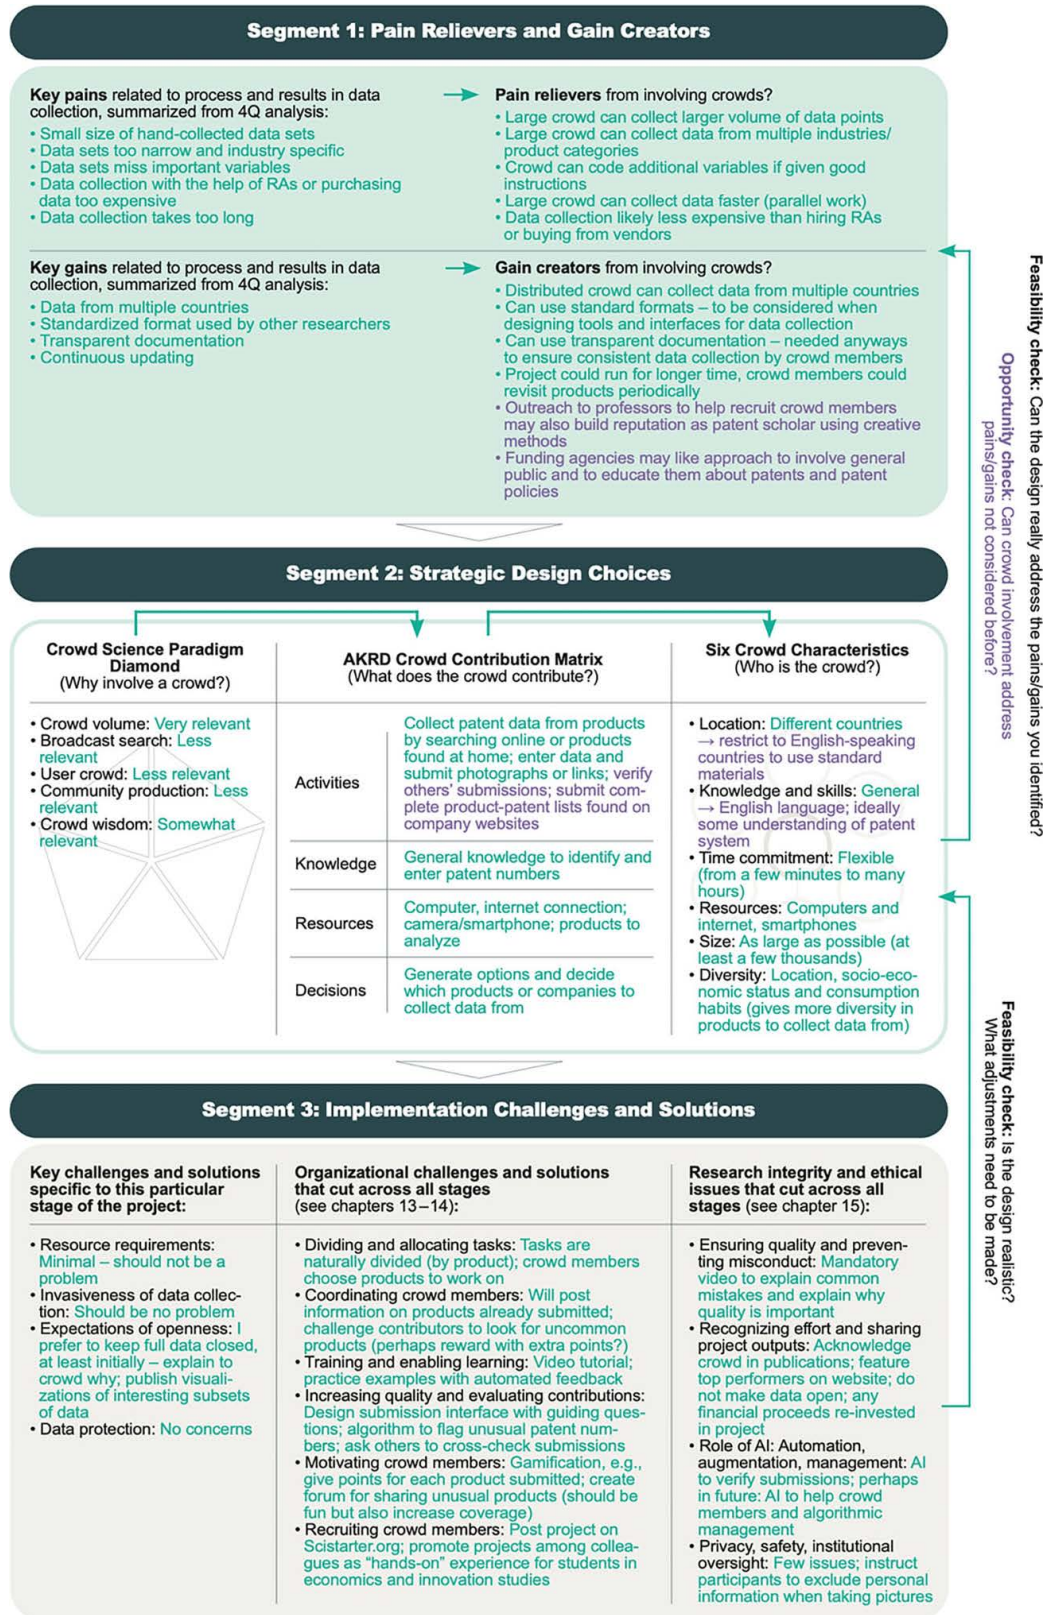 Segment 1: Pain Relievers and Gain Creators
Key pains related to process and results in data
collection, summarized from 4Q analysis:
• Small size of hand-collected data sets
• Data sets too narrow and industry specific
• Data sets miss important variables
• Data collection with the help of RAs or purchasing
data too expensive
• Data collection takes too long
Pain relievers from involving crowds?
• Large crowd can collect larger volume of data points
• Large crowd can collect data from multiple industries/
product categories
• Crowd can code additional variables if given good
instructions
• Large crowd can collect data faster (parallel work)
• Data collection likely less expensive than hiring RAs
or buying from vendors
Key gains related to process and results in data
collection, summarized from 4Q analysis:
• Data from multiple countries
• Standardized format used by other researchers
• Transparent documentation
• Continuous updating
Gain creators from involving crowds?
• Distributed crowd can collect data from multiple countries
• Can use standard formats – to be considered when
designing tools and interfaces for data collection
• Can use transparent documentation – needed anyways
to ensure consistent data collection by crowd members
• Project could run for longer time, crowd members could
revisit products periodically
• Outreach to professors to help recruit crowd members
may also build reputation as patent scholar using creative
methods
• Funding agencies may like approach to involve general
public and to educate them about patents and patent
policies
Feasibility check: Can the design really address the pains/gains you identified?
Opportunity check: Can crowd involvement address
pains/gains not considered before?
Segment 2: Strategic Design Choices
Crowd Science Paradigm
Diamond
(Why involve a crowd?)
• Crowd volume: Very relevant
• Broadcast search: Less
relevant
• User crowd: Less relevant
• Community production: Less
relevant
• Crowd wisdom: Somewhat
relevant
AKRD Crowd Contribution Matrix
(What does the crowd contribute?)
Activities
Collect patent data from products
by searching online or products
found at home; enter data and
submit photographs or links; verify
others' submissions; submit com-
plete product-patent lists found on
company websites
Knowledge
General knowledge to identify and
enter patent numbers
Resources
Computer, internet connection;
camera/smartphone; products to
analyze
Decisions
Generate options and decide
which products or companies to
collect data from
Six Crowd Characteristics
(Who is the crowd?)
• Location: Different countries
→ restrict to English-speaking
countries to use standard
materials
• Knowledge and skills: General
→ English language; ideally
some understanding of patent
system
• Time commitment: Flexible
(from a few minutes to many
hours)
• Resources: Computers and
internet, smartphones
• Size: As large as possible (at
least a few thousands)
• Diversity: Location, socio-eco-
nomic status and consumption
habits (gives more diversity in
products to collect data from)
Feasibility check: Is the design realistic?
What adjustments need to be made?
Segment 3: Implementation Challenges and Solutions
Key challenges and solutions
specific to this particular
stage of the project:
• Resource requirements:
Minimal – should not be a
problem
• Invasiveness of data collec-
tion: Should be no problem
• Expectations of openness: I
prefer to keep full data closed,
at least initially – explain to
crowd why; publish visuali-
zations of interesting subsets
of data
• Data protection: No concerns
Organizational challenges and solutions
that cut across all stages
(see chapters 13–14):
• Dividing and allocating tasks: Tasks are
naturally divided (by product); crowd members
choose products to work on
• Coordinating crowd members: Will post
information on products already submitted;
challenge contributors to look for uncommon
products (perhaps reward with extra points?)
• Training and enabling learning: Video tutorial;
practice examples with automated feedback
• Increasing quality and evaluating contributions:
Design submission interface with guiding ques-
tions; algorithm to flag unusual patent num-
bers; ask others to cross-check submissions
• Motivating crowd members: Gamification, e.g.,
give points for each product submitted; create
forum for sharing unusual products (should be
fun but also increase coverage)
• Recruiting crowd members: Post project on
Scistarter.org; promote projects among collea-
gues as “hands-on” experience for students in
economics and innovation studies
Research integrity and ethical
issues that cut across all
stages (see chapter 15):
• Ensuring quality and preven-
ting misconduct: Mandatory
video to explain common
mistakes and explain why
quality is important
• Recognizing effort and sharing
project outputs: Acknowledge
crowd in publications; feature
top performers on website; do
not make data open; any
financial proceeds re-invested
in project
• Role of AI: Automation,
augmentation, management: AI
to verify submissions; perhaps
in future: AI to help crowd
members and algorithmic
management
• Privacy, safety, institutional
oversight: Few issues; instruct
participants to exclude personal
information when taking pictures